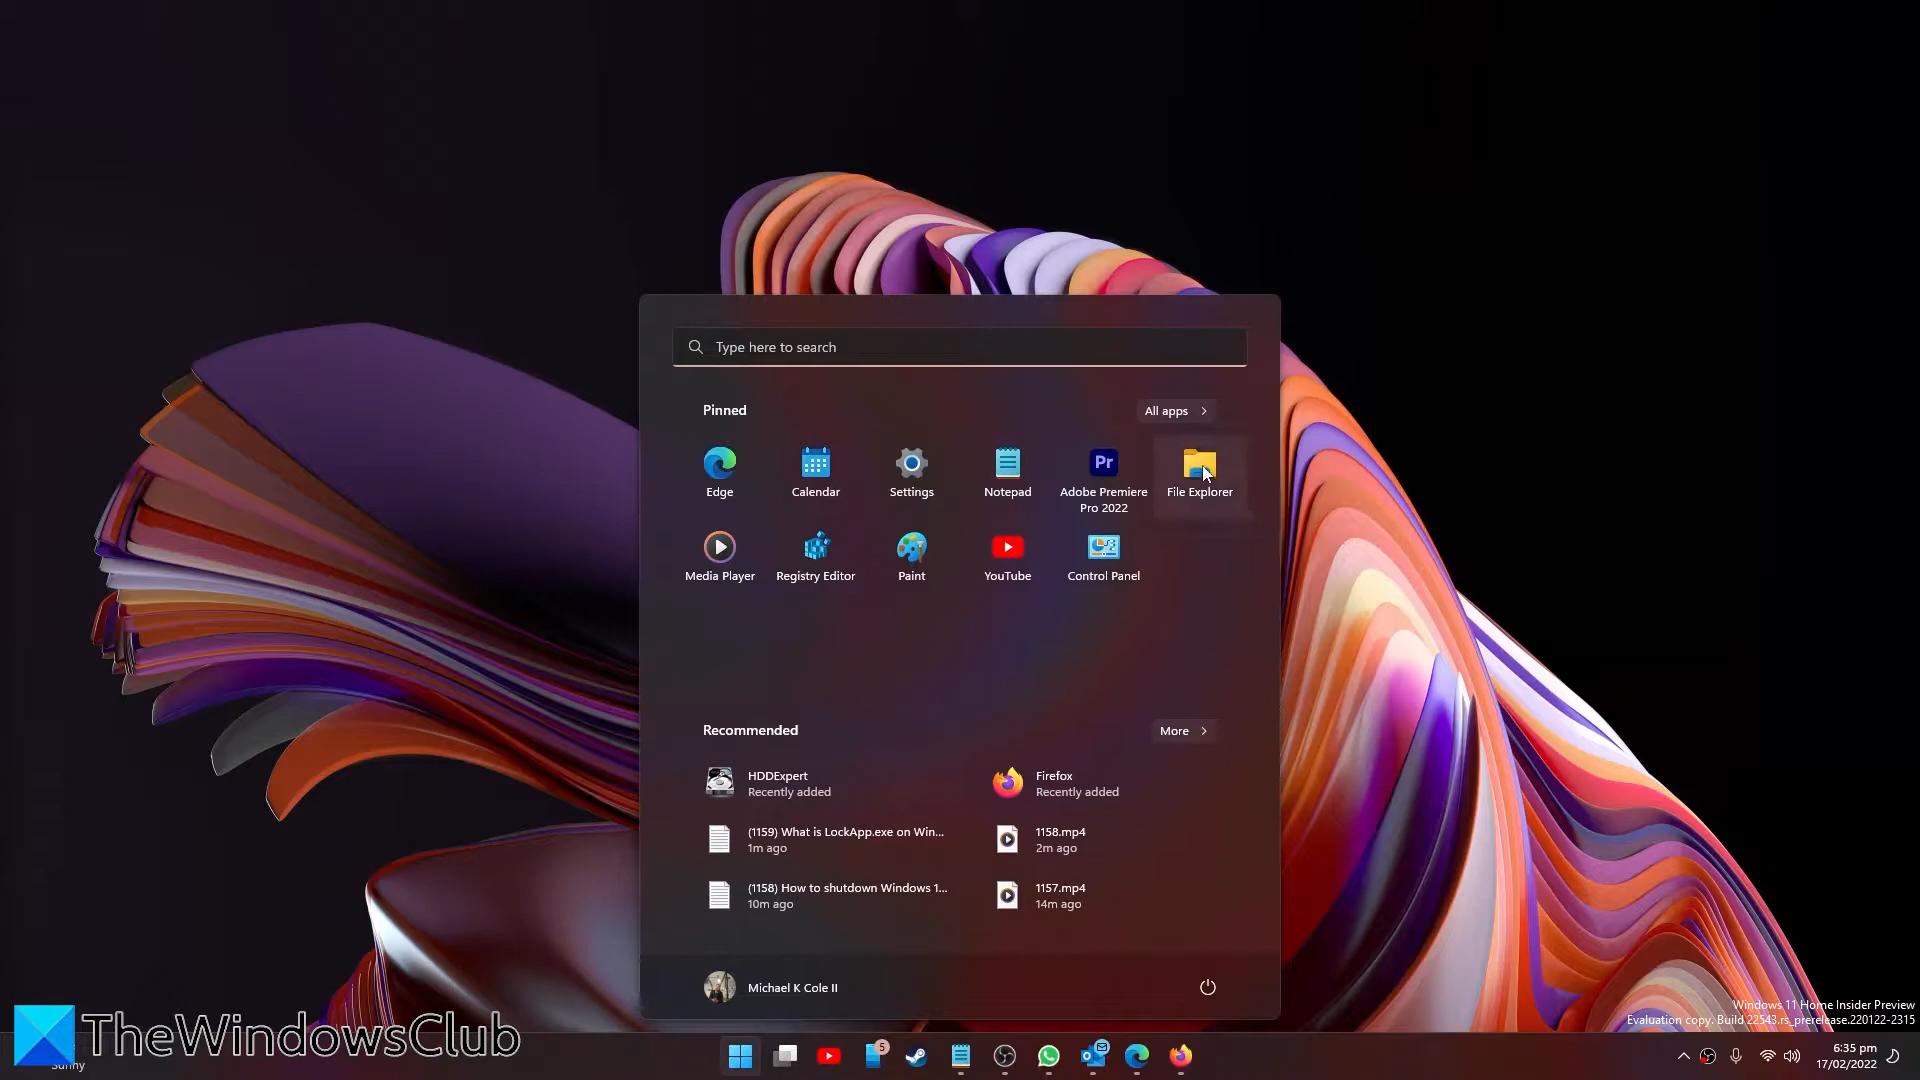 Type here to search
Pinned
All apps
Edge
Calendar
Settings
Notepad
Pr
Adobe Premiere
Pro 2022
File Explorer
Media Player
Registry Editor
Paint
YouTube
Control Panel
Recommended
More
HDDExpert
Recently added
Firefox
Recently added
(1159) What is LockApp.exe on Win...
1m ago
1158.mp4
2m ago
(1158) How to shutdown Windows 1...
10m ago
1157.mp4
14m ago
Michael K Cole II
Windows 11 Home Insider Preview
Evaluation copy. Build 22543.rs_prerelease.220122-2315
TheWindowsClub
Sunny
5
6:35 pm
17/02/2022